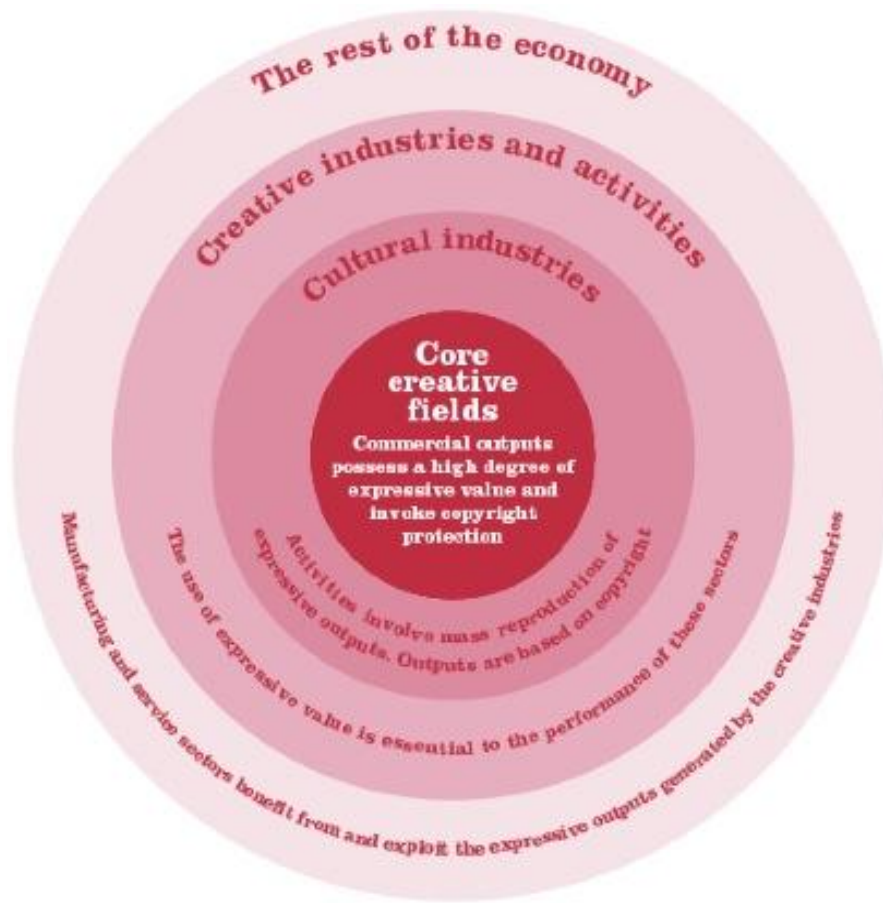 The rest of the economy
Creative industries and activities
Cultural industries
Core
creative
fields
Commercial outputs
possess a high degree of
expressive value and
invoke copyright
protection
Activities involve mass reproduction of
expressive outputs. Outputs are based on copyright
The use of expressive value is essential to the performance of these sectors
Manufacturing and service sectors benefit from and exploit the expressive outputs generated by the creative industries